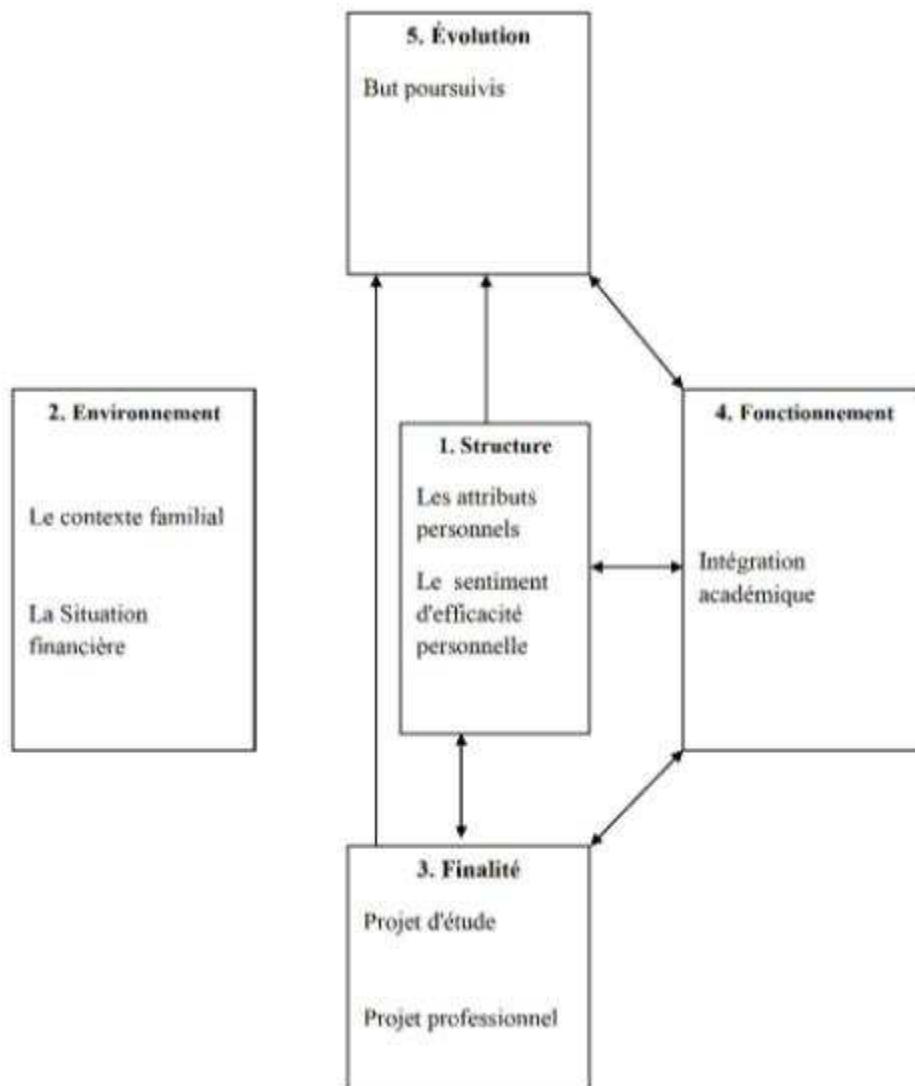 5. Évolution
But poursuivis
2. Environnement
Le contexte familial
La Situation
financière
1. Structure
Les attributs
personnels
Le sentiment
d'efficacité
personnelle
4. Fonctionnement
Intégration
académique
3. Finalité
Projet d'étude
Projet professionnel